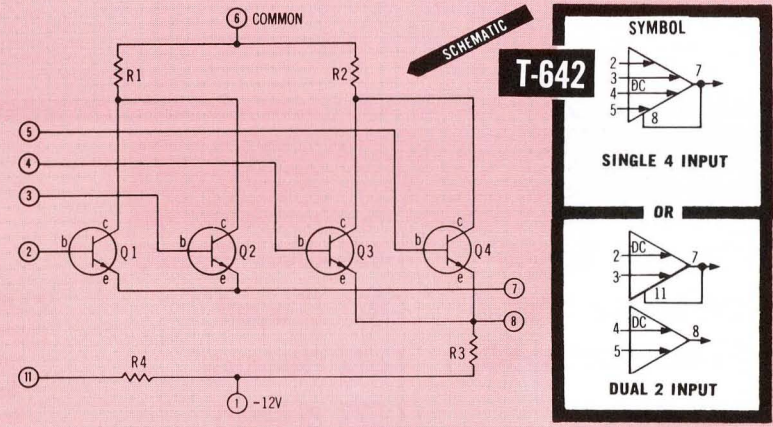 6 COMMON
SCHEMATIC
R1
R2
5
4
3
2
b c e Q1
b c e Q2
b c e Q3
b c e Q4
7
8
R3
R4
11
1 -12V
T-642
SYMBOL
2
3
4
5
DC
7
8
SINGLE 4 INPUT
OR
DC
2
3
7
11
DC
4
5
8
DUAL 2 INPUT